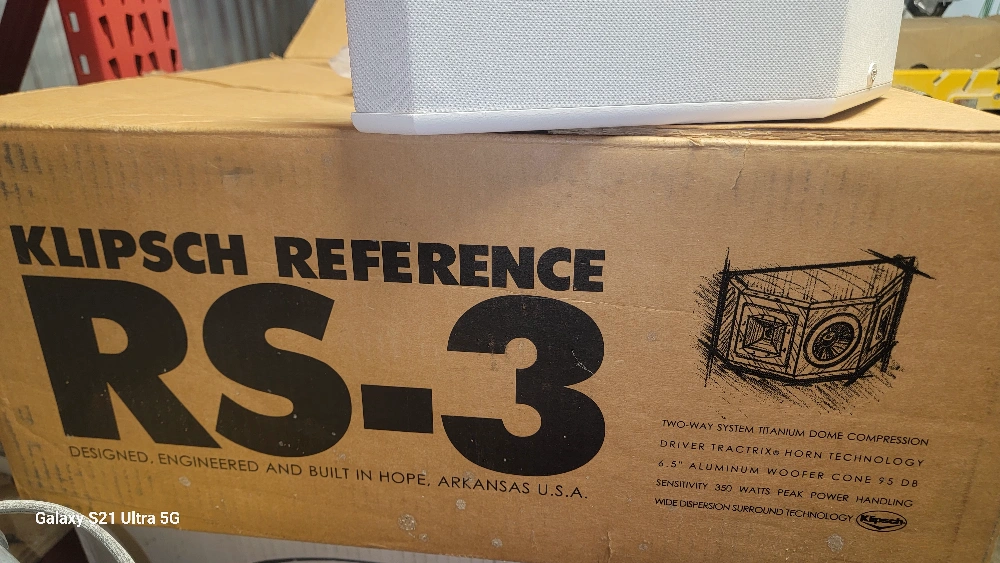 KLIPSCH REFERENCE
RS-3
DESIGNED, ENGINEERED AND BUILT IN HOPE, ARKANSAS U.S.A.
TWO-WAY SYSTEM TITANIUM DOME COMPRESSION
DRIVER TRACTRIX® HORN TECHNOLOGY
6.5" ALUMINUM WOOFER CONE 95 DB
SENSITIVITY 350 WATTS PEAK POWER HANDLING
WIDE DISPERSION SURROUND TECHNOLOGY Klipsch
Galaxy S21 Ultra 5G